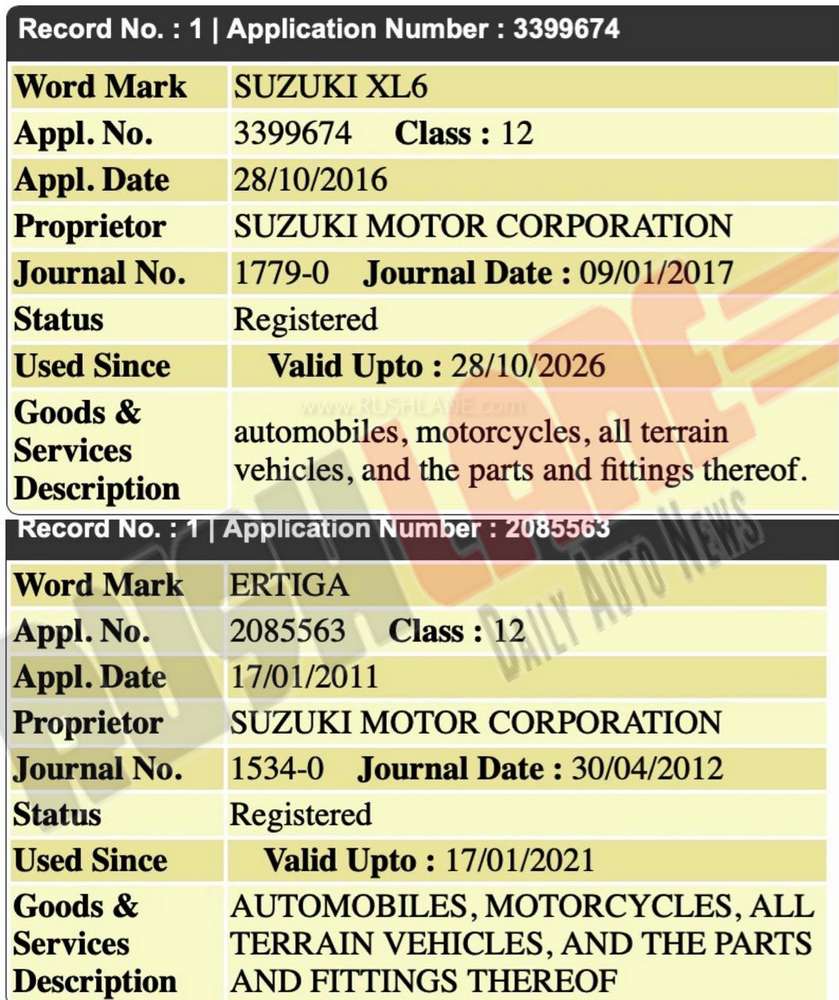 Record No. : 1 | Application Number : 3399674
Word Mark SUZUKI XL6
Appl. No. 3399674 Class : 12
Appl. Date 28/10/2016
Proprietor SUZUKI MOTOR CORPORATION
Journal No. 1779-0 Journal Date : 09/01/2017
Status Registered
Used Since Valid Upto : 28/10/2026
www.RUSHLANE.com
Goods &
Services
Description
automobiles, motorcycles, all terrain
vehicles, and the parts and fittings thereof.
Record No. : 1 | Application Number : 2085563
Word Mark ERTIGA
Appl. No. 2085563 Class : 12
Appl. Date 17/01/2011
Proprietor SUZUKI MOTOR CORPORATION
Journal No. 1534-0 Journal Date : 30/04/2012
Status Registered
Used Since Valid Upto : 17/01/2021
Goods & AUTOMOBILES, MOTORCYCLES, ALL
Services TERRAIN VEHICLES, AND THE PARTS
Description AND FITTINGS THEREOF
RUSHLANE
DAILY AUTO NEWS